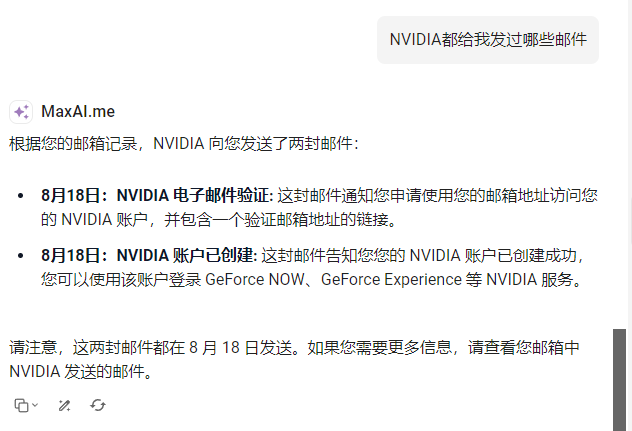 NVIDIA都给我发过哪些邮件
MaxAI.me
根据您的邮箱记录，NVIDIA 向您发送了两封邮件：
• 8月18日：NVIDIA 电子邮件验证: 这封邮件通知您申请使用您的邮箱地址访问您
的 NVIDIA 账户，并包含一个验证邮箱地址的链接。
• 8月18日：NVIDIA 账户已创建: 这封邮件告知您您的 NVIDIA 账户已创建成功，
您可以使用该账户登录 GeForce NOW、GeForce Experience 等 NVIDIA 服务。
请注意，这两封邮件都在 8 月 18 日发送。如果您需要更多信息，请查看您邮箱中
NVIDIA 发送的邮件。